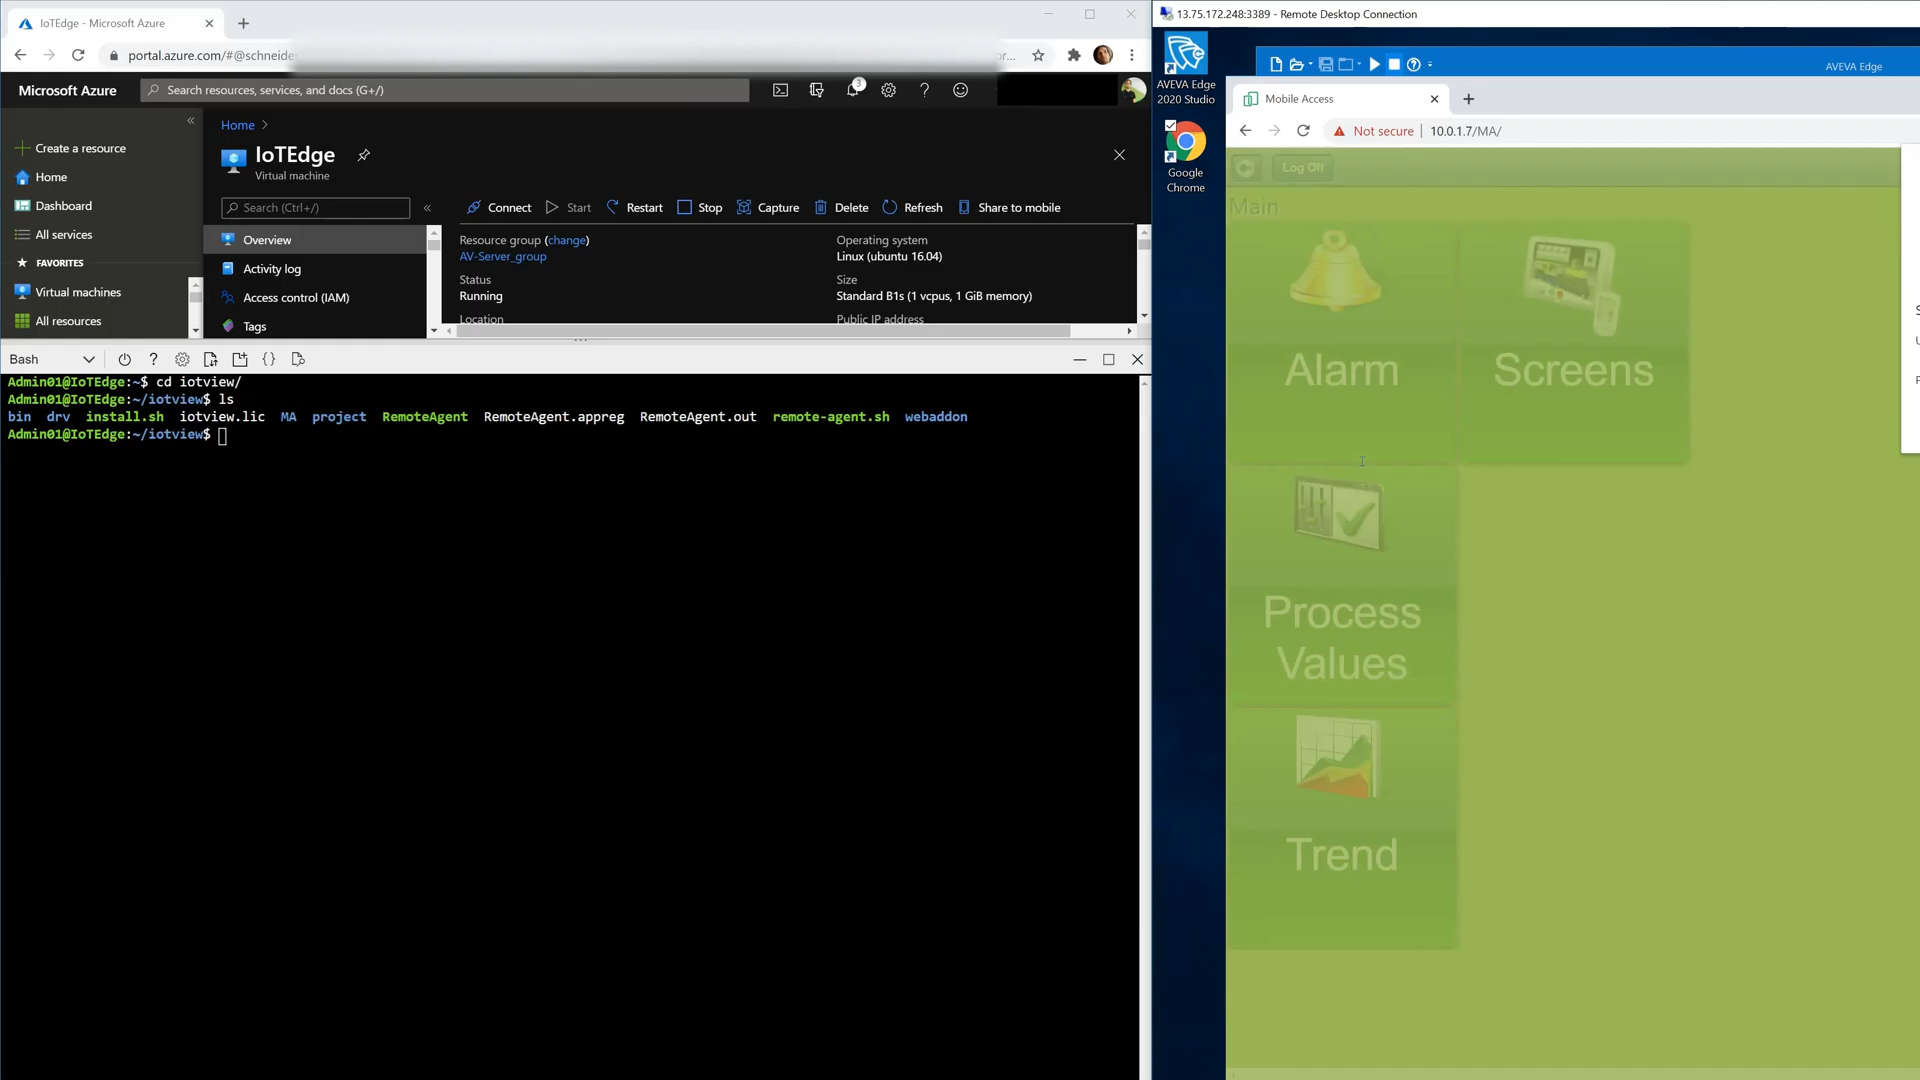 IoTEdge - Microsoft Azure
portal.azure.com/#@schneide
pr...
Microsoft Azure
Search resources, services, and docs (G+/)
3
Create a resource
Home
Dashboard
All services
FAVORITES
Virtual machines
All resources
Home
IoTEdge
Virtual machine
Search (Ctrl+/)
Overview
Activity log
Access control (IAM)
Tags
Connect
Start
Restart
Stop
Capture
Delete
Refresh
Share to mobile
Resource group (change)
AV-Server_group
Status
Running
Location
Operating system
Linux (ubuntu 16.04)
Size
Standard B1s (1 vcpus, 1 GiB memory)
Public IP address
Bash
Admin01@IoTEdge:~$ cd iotview/
Admin01@IoTEdge:~/iotview$ ls
bin drv install.sh iotview.lic MA project RemoteAgent RemoteAgent.appreg RemoteAgent.out remote-agent.sh webaddon
Admin01@IoTEdge:~/iotview$
13.75.172.248:3389 - Remote Desktop Connection
AVEVA Edge
2020 Studio
Google
Chrome
AVEVA Edge
Mobile Access
Not secure
10.0.1.7/MA/
Log Off
Main
Alarm
Screens
Process
Values
Trend